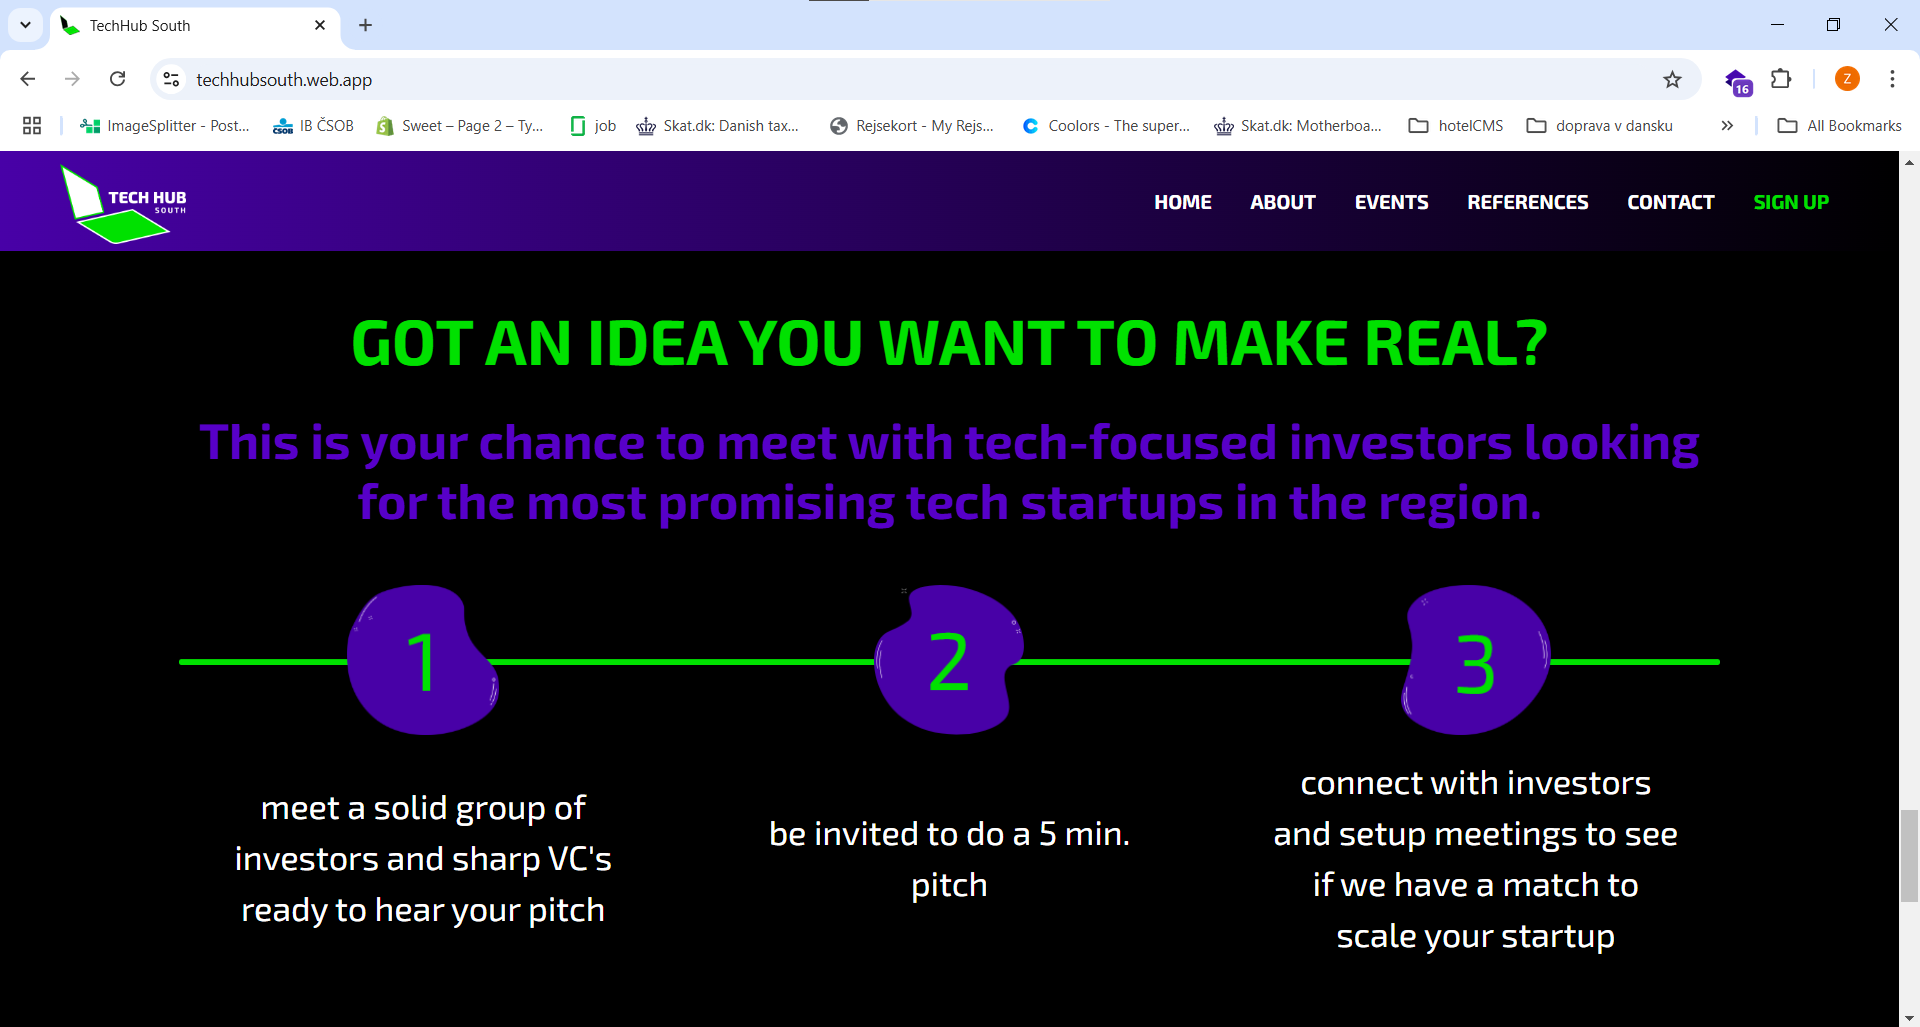 TechHub South
techhubsouth.web.app
16
Z
ImageSplitter - Post...
ČSOB
IB ČSOB
Sweet – Page 2 – Ty...
job
Skat.dk: Danish tax...
Rejsekort - My Rejs...
Coolors - The super...
Skat.dk: Motherboa...
hotelCMS
doprava v dansku
All Bookmarks
TECH HUB
SOUTH
HOME
ABOUT
EVENTS
REFERENCES
CONTACT
SIGN UP
GOT AN IDEA YOU WANT TO MAKE REAL?
This is your chance to meet with tech-focused investors looking
for the most promising tech startups in the region.
1
meet a solid group of
investors and sharp VC's
ready to hear your pitch
2
be invited to do a 5 min.
pitch
3
connect with investors
and setup meetings to see
if we have a match to
scale your startup